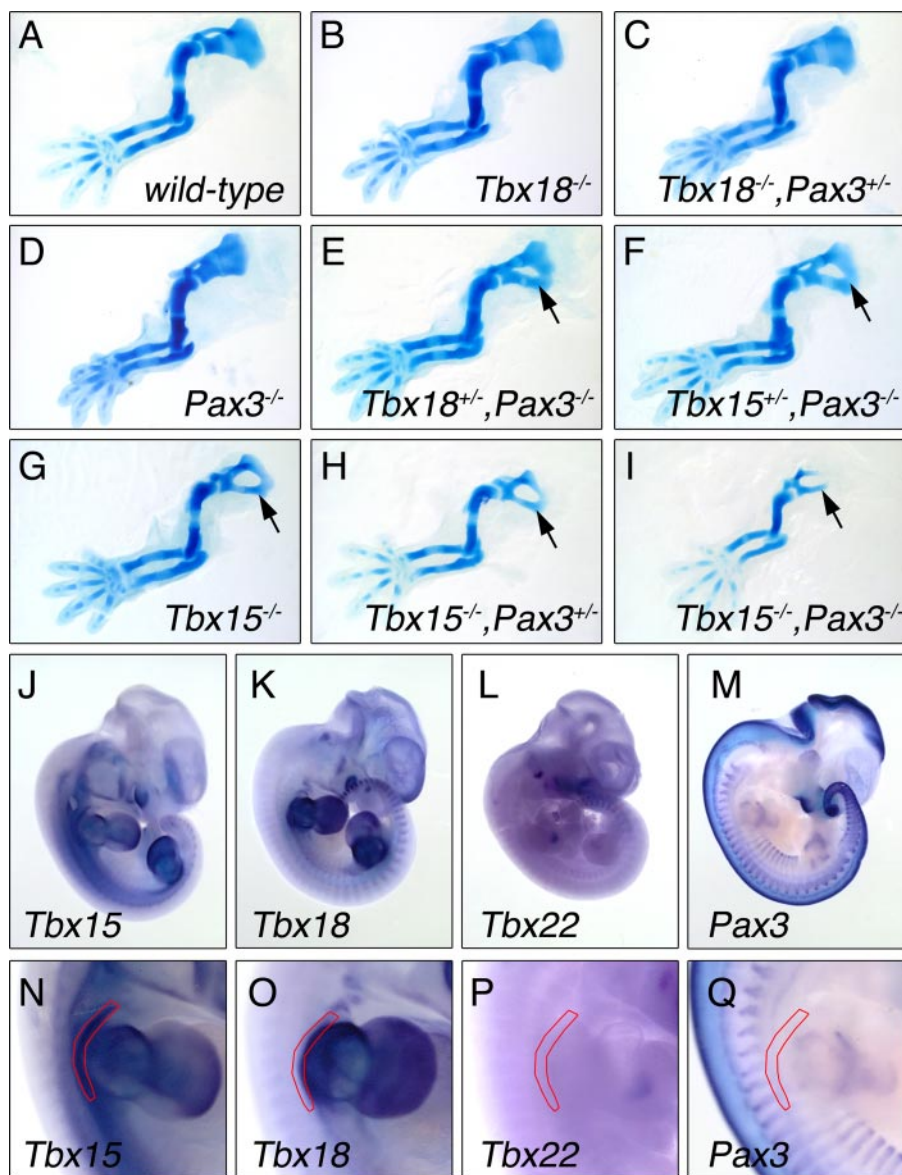 A
wild-type
B
Tbx18-/-
C
Tbx18-/-,Pax3+/-
D
Pax3-/-
E
Tbx18+/-,Pax3-/-
F
Tbx15+/-,Pax3-/-
G
Tbx15-/-
H
Tbx15-/-,Pax3+/-
I
Tbx15-/-,Pax3-/-
J
Tbx15
K
Tbx18
L
Tbx22
M
Pax3
N
Tbx15
O
Tbx18
P
Tbx22
Q
Pax3